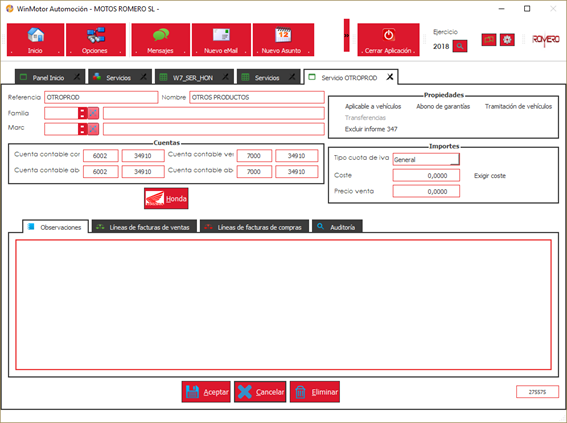 WinMotor Automoción - MOTOS ROMERO SL -
Inicio
Opciones
Mensajes
Nuevo eMail
Nuevo Asunto
Cerrar Aplicación
Ejercicio
2018
ROMERO
Panel Inicio
Servicios
W7_SER_HON
Servicios
Servicio OTROPROD
Referencia OTROPROD Nombre OTROS PRODUCTOS
Familia
Marc
Propiedades
Aplicable a vehículos Abono de garantías Tramitación de vehículos
Transferencias
Excluir informe 347
Cuentas
Cuenta contable cor 6002 34910 Cuenta contable ve 7000 34910
Cuenta contable ab 6002 34910 Cuenta contable ab 7000 34910
Importes
Tipo cuota de iva General
Coste 0,0000 Exigir coste
Precio venta 0,0000
Honda
Observaciones
Líneas de facturas de ventas
Líneas de facturas de compras
Auditoría
Aceptar
Cancelar
Eliminar
275575